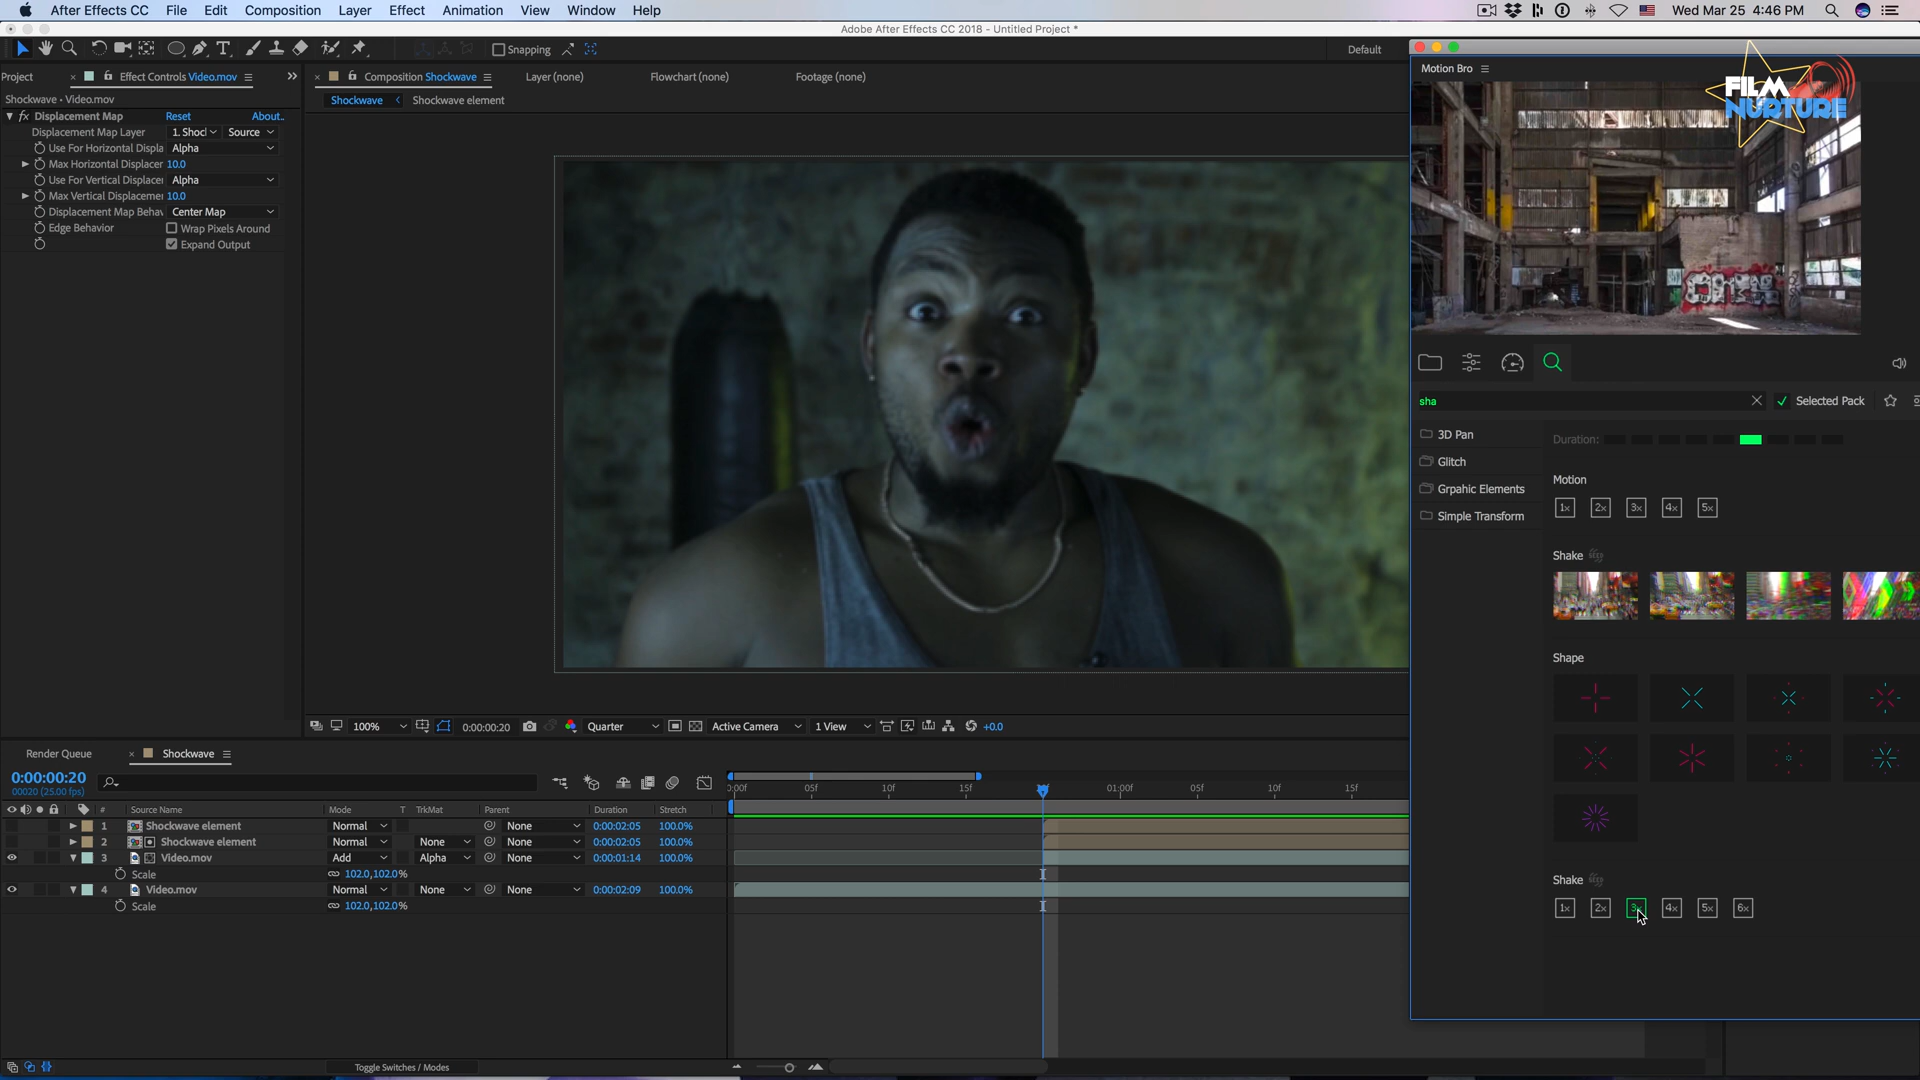 After Effects CC File Edit Composition Layer Effect Animation View Window Help Wed Mar 25 4:46 PM
Adobe After Effects CC 2018 - Untitled Project *
Snapping Default
Project Effect Controls Video.mov
Composition Shockwave Layer (none) Flowchart (none) Footage (none)
Shockwave • Video.mov
Shockwave Shockwave element
fx Displacement Map Reset About..
Displacement Map Layer 1. Shocl Source
Use For Horizontal Displa Alpha
Max Horizontal Displacer 10.0
Use For Vertical Displacer Alpha
Max Vertical Displacemer 10.0
Displacement Map Behav Center Map
Edge Behavior Wrap Pixels Around
Expand Output
Motion Bro
FILM
NURTURE
sha Selected Pack
3D Pan
Glitch
Grpahic Elements
Simple Transform
Duration:
Motion
1x 2x 3x 4x 5x
Shake
Shape
Shake
1x 2x 3x 4x 5x 6x
100% 0:00:00:20 Quarter Active Camera 1 View +0.0
Render Queue Shockwave
0:00:00:20
00020 (25.00 fps)
0:00f 05f 10f 15f 01:00f 05f 10f 15f
# Source Name Mode T TrkMat Parent Duration Stretch
1 Shockwave element Normal None 0:00:02:05 100.0%
2 Shockwave element Normal None None 0:00:02:05 100.0%
3 Video.mov Add Alpha None 0:00:01:14 100.0%
Scale 102.0,102.0%
4 Video.mov Normal None None 0:00:02:09 100.0%
Scale 102.0,102.0%
Toggle Switches / Modes